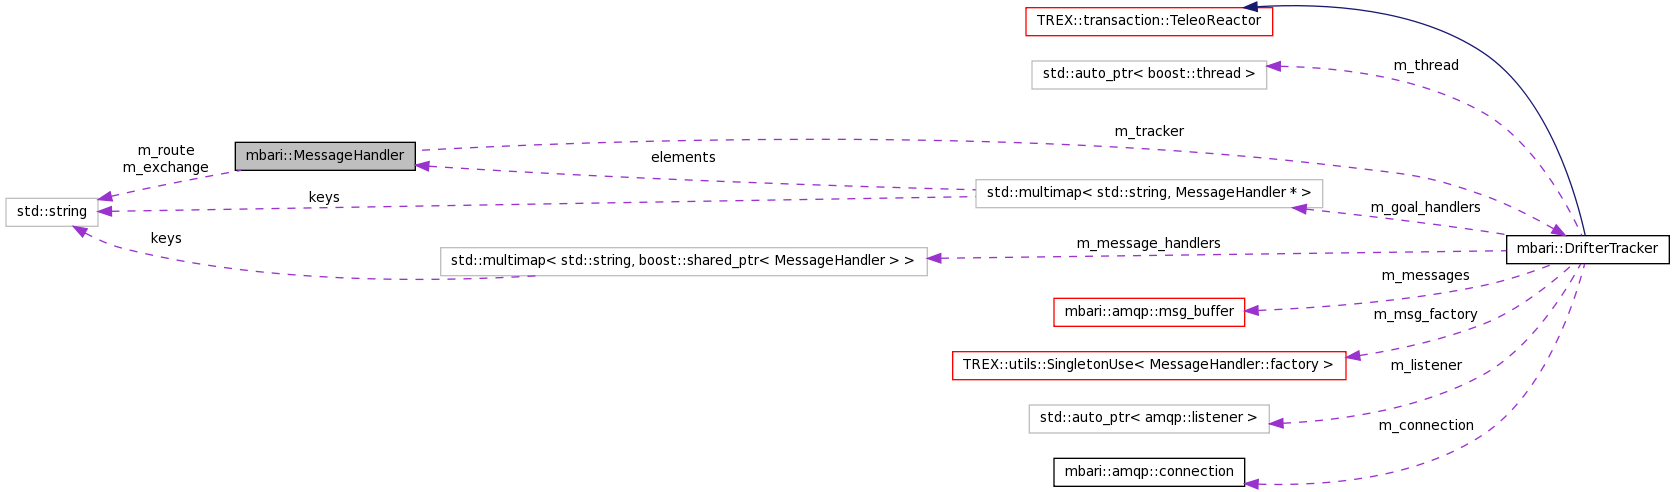 TREX::transaction::TeleoReactor
std::auto_ptr< boost::thread >
m_thread
m_tracker
m_route
m_exchange
mbari::MessageHandler
elements
std::multimap< std::string, MessageHandler * >
keys
m_goal_handlers
std::string
keys
m_message_handlers
mbari::DrifterTracker
std::multimap< std::string, boost::shared_ptr< MessageHandler > >
m_messages
mbari::amqp::msg_buffer
m_msg_factory
TREX::utils::SingletonUse< MessageHandler::factory >
m_listener
std::auto_ptr< amqp::listener >
m_connection
mbari::amqp::connection